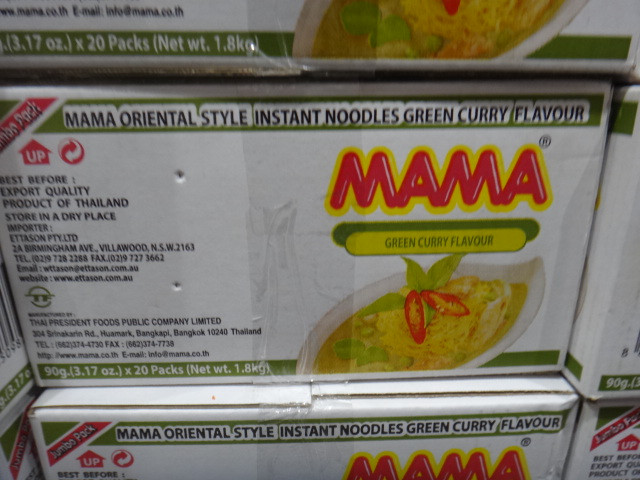 www.mama.co.th E-mail: info@mama.co.th
(3.17 oz.) x 20 Packs (Net wt. 1.8kg)
Jumbo Pack
MAMA ORIENTAL STYLE INSTANT NOODLES GREEN CURRY FLAVOUR
UP
BEST BEFORE :
EXPORT QUALITY
PRODUCT OF THAILAND
STORE IN A DRY PLACE
IMPORTER :
ETTASON PTY.LTD
2A BIRMINGHAM AVE., VILLAWOOD, N.S.W.2163
TEL.(02)9 728 2288 FAX.(02)9 727 3662
Email : wttason@ettason.com.au
website : www.ettason.com.au
MANUFACTURED BY :
THAI PRESIDENT FOODS PUBLIC COMPANY LIMITED
304 Srinakarin Rd., Huamark, Bangkapi, Bangkok 10240 Thailand
TEL : (662)374-4730 FAX : (662)374-7738
http: //www.mama.co.th E-mail: info@mama.co.th
90g.(3.17 oz.) x 20 Packs (Net wt. 1.8kg)
MAMA®
GREEN CURRY FLAVOUR
90g.(3
Jumbo Pack
MAMA ORIENTAL STYLE INSTANT NOODLES GREEN CURRY FLAVOUR
UP
BEST BEFORE :
MAMA®
UP
BEST BEFO
EXPORT QU
PRODUCT O